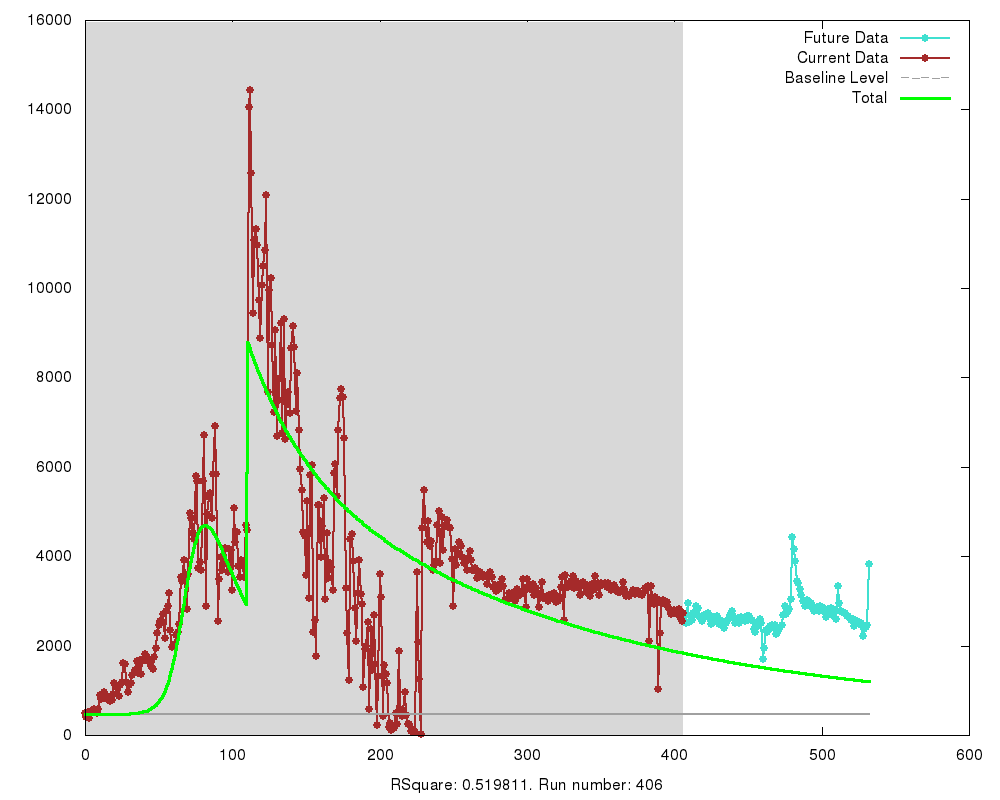 16000
14000
12000
10000
8000
6000
4000
2000
0
Future Data
Current Data
Baseline Level
Total
0 100 200 300 400 500 600
RSquare: 0.519811. Run number: 406